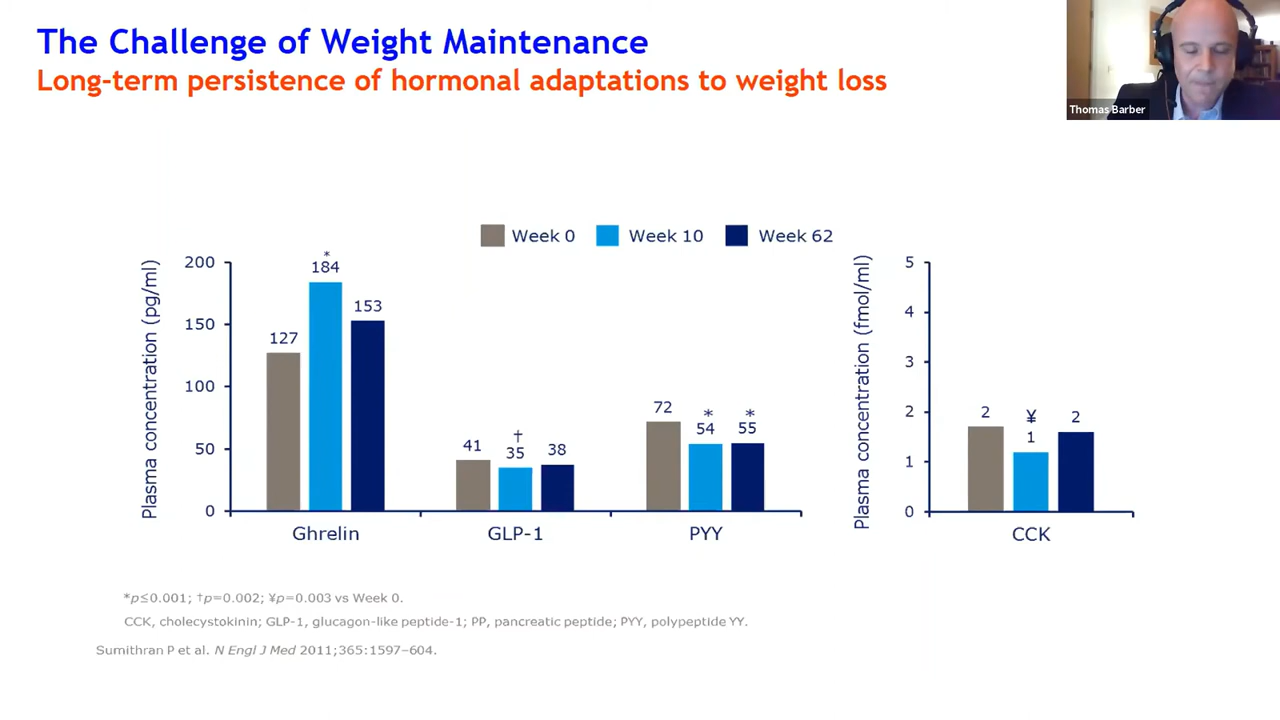 The Challenge of Weight Maintenance
Long-term persistence of hormonal adaptations to weight loss
Thomas Barber
Week 0 Week 10 Week 62
Plasma concentration (pg/ml)
200
150
100
50
0
127
*
184
153
Ghrelin
41
†
35
38
GLP-1
72
*
54
*
55
PYY
Plasma concentration (fmol/ml)
5
4
3
2
1
0
2
¥
1
2
CCK
*p≤0.001; †p=0.002; ¥p=0.003 vs Week 0.
CCK, cholecystokinin; GLP-1, glucagon-like peptide-1; PP, pancreatic peptide; PYY, polypeptide YY.
Sumithran P et al. N Engl J Med 2011;365:1597–604.